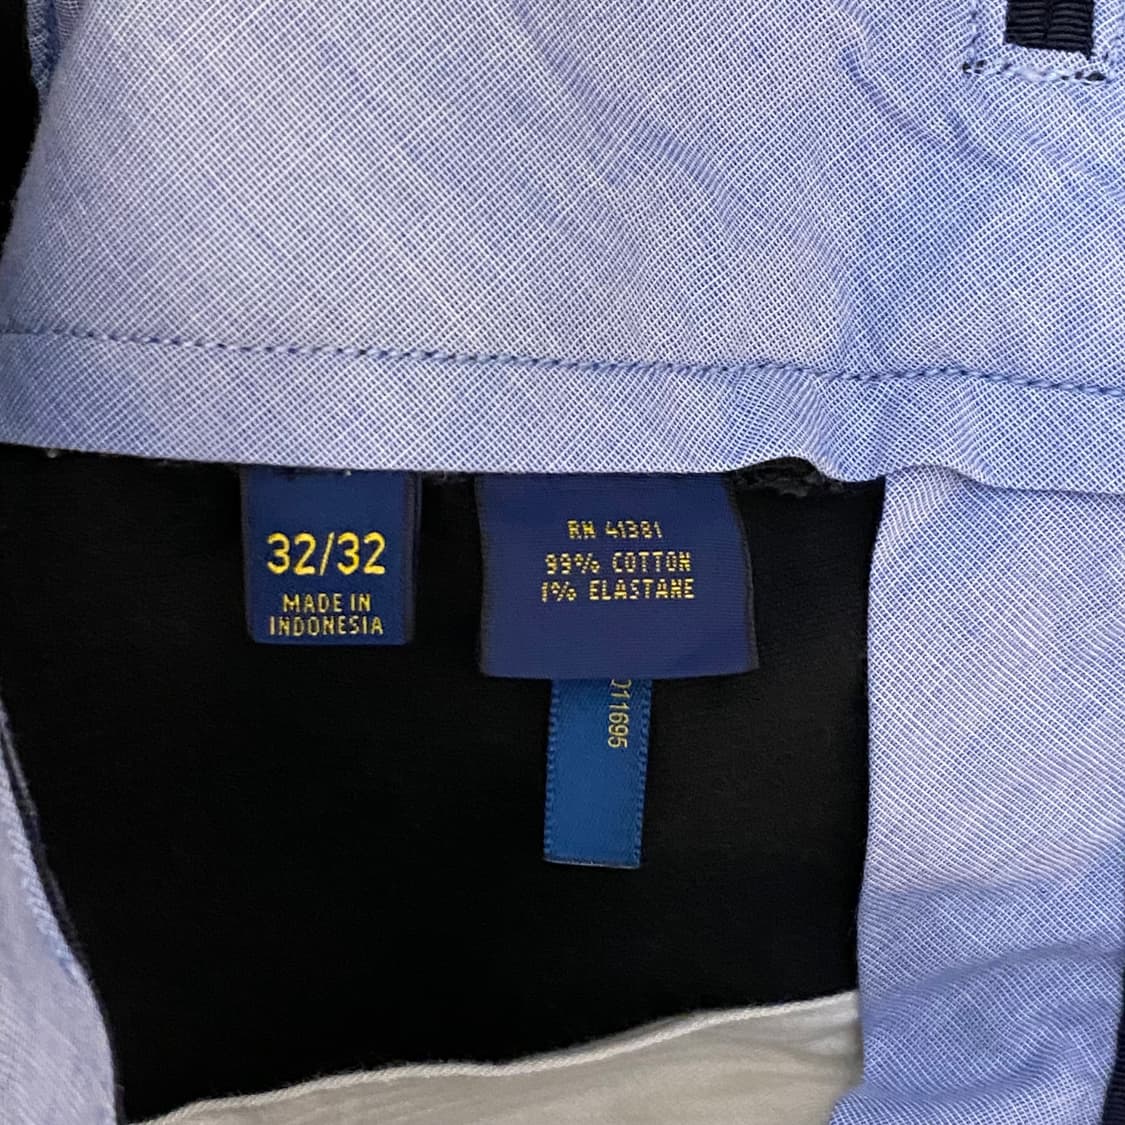 32/32
MADE IN
INDONESIA
RN 41381
99% COTTON
1% ELASTANE
011695